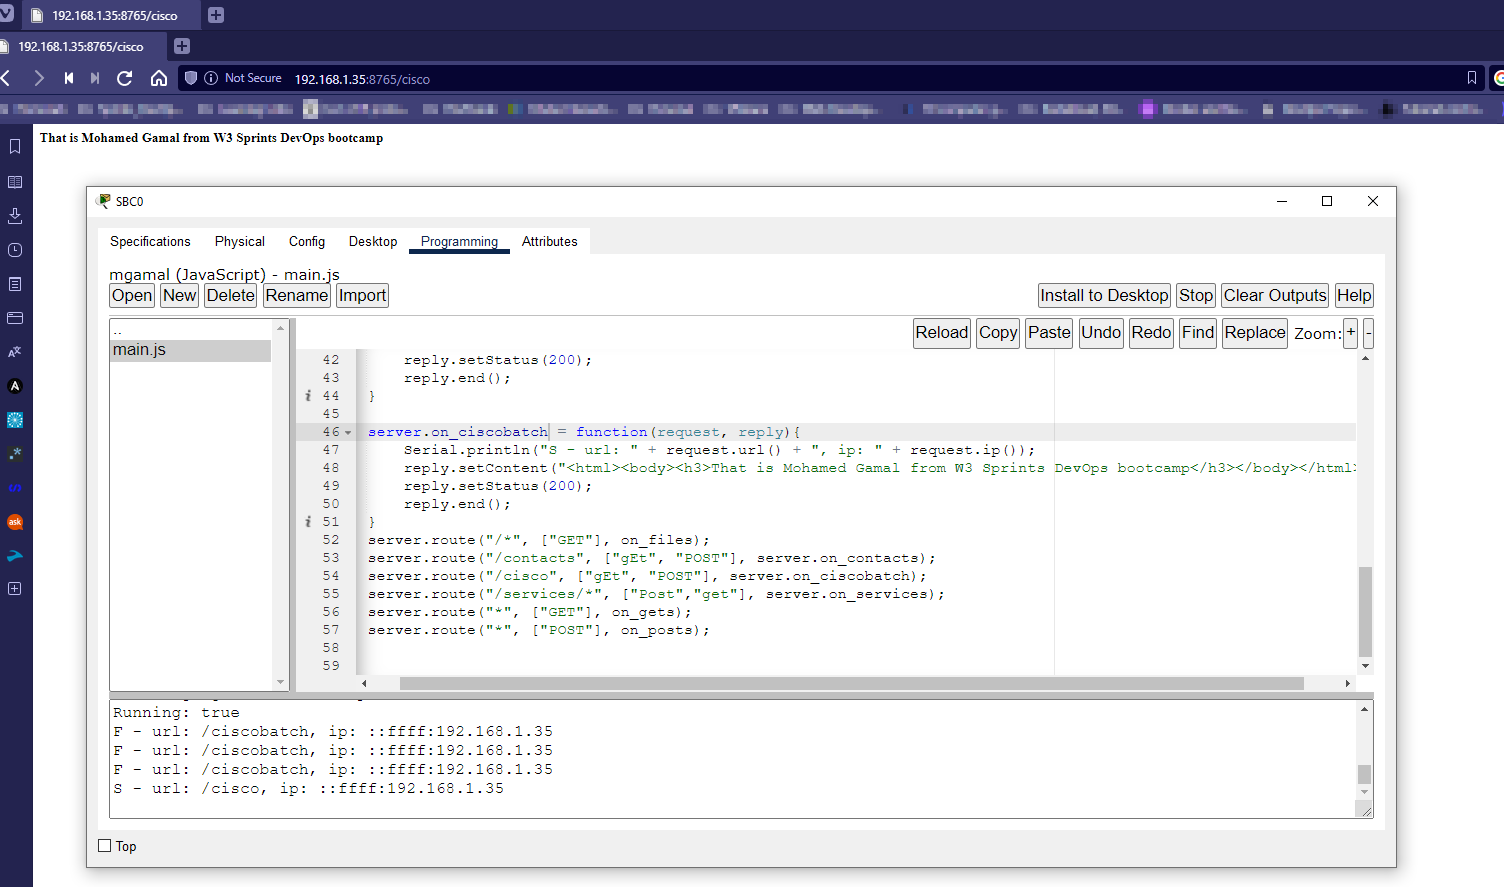 192.168.1.35:8765/cisco
192.168.1.35:8765/cisco
Not Secure 192.168.1.35:8765/cisco
That is Mohamed Gamal from W3 Sprints DevOps bootcamp
SBC0
Specifications Physical Config Desktop Programming Attributes
mgamal (JavaScript) - main.js
Open New Delete Rename Import Install to Desktop Stop Clear Outputs Help
Reload Copy Paste Undo Redo Find Replace Zoom: + -
..
main.js
42 reply.setStatus(200);
43 reply.end();
i 44 }
45
46 server.on_ciscobatch = function(request, reply){
47 Serial.println("S - url: " + request.url() + ", ip: " + request.ip());
48 reply.setContent("<html><body><h3>That is Mohamed Gamal from W3 Sprints DevOps bootcamp</h3></body></html>
49 reply.setStatus(200);
50 reply.end();
i 51 }
52 server.route("/*", ["GET"], on_files);
53 server.route("/contacts", ["gEt", "POST"], server.on_contacts);
54 server.route("/cisco", ["gEt", "POST"], server.on_ciscobatch);
55 server.route("/services/*", ["Post","get"], server.on_services);
56 server.route("*", ["GET"], on_gets);
57 server.route("*", ["POST"], on_posts);
58
59
Running: true
F - url: /ciscobatch, ip: ::ffff:192.168.1.35
F - url: /ciscobatch, ip: ::ffff:192.168.1.35
F - url: /ciscobatch, ip: ::ffff:192.168.1.35
S - url: /cisco, ip: ::ffff:192.168.1.35
Top
A
ask